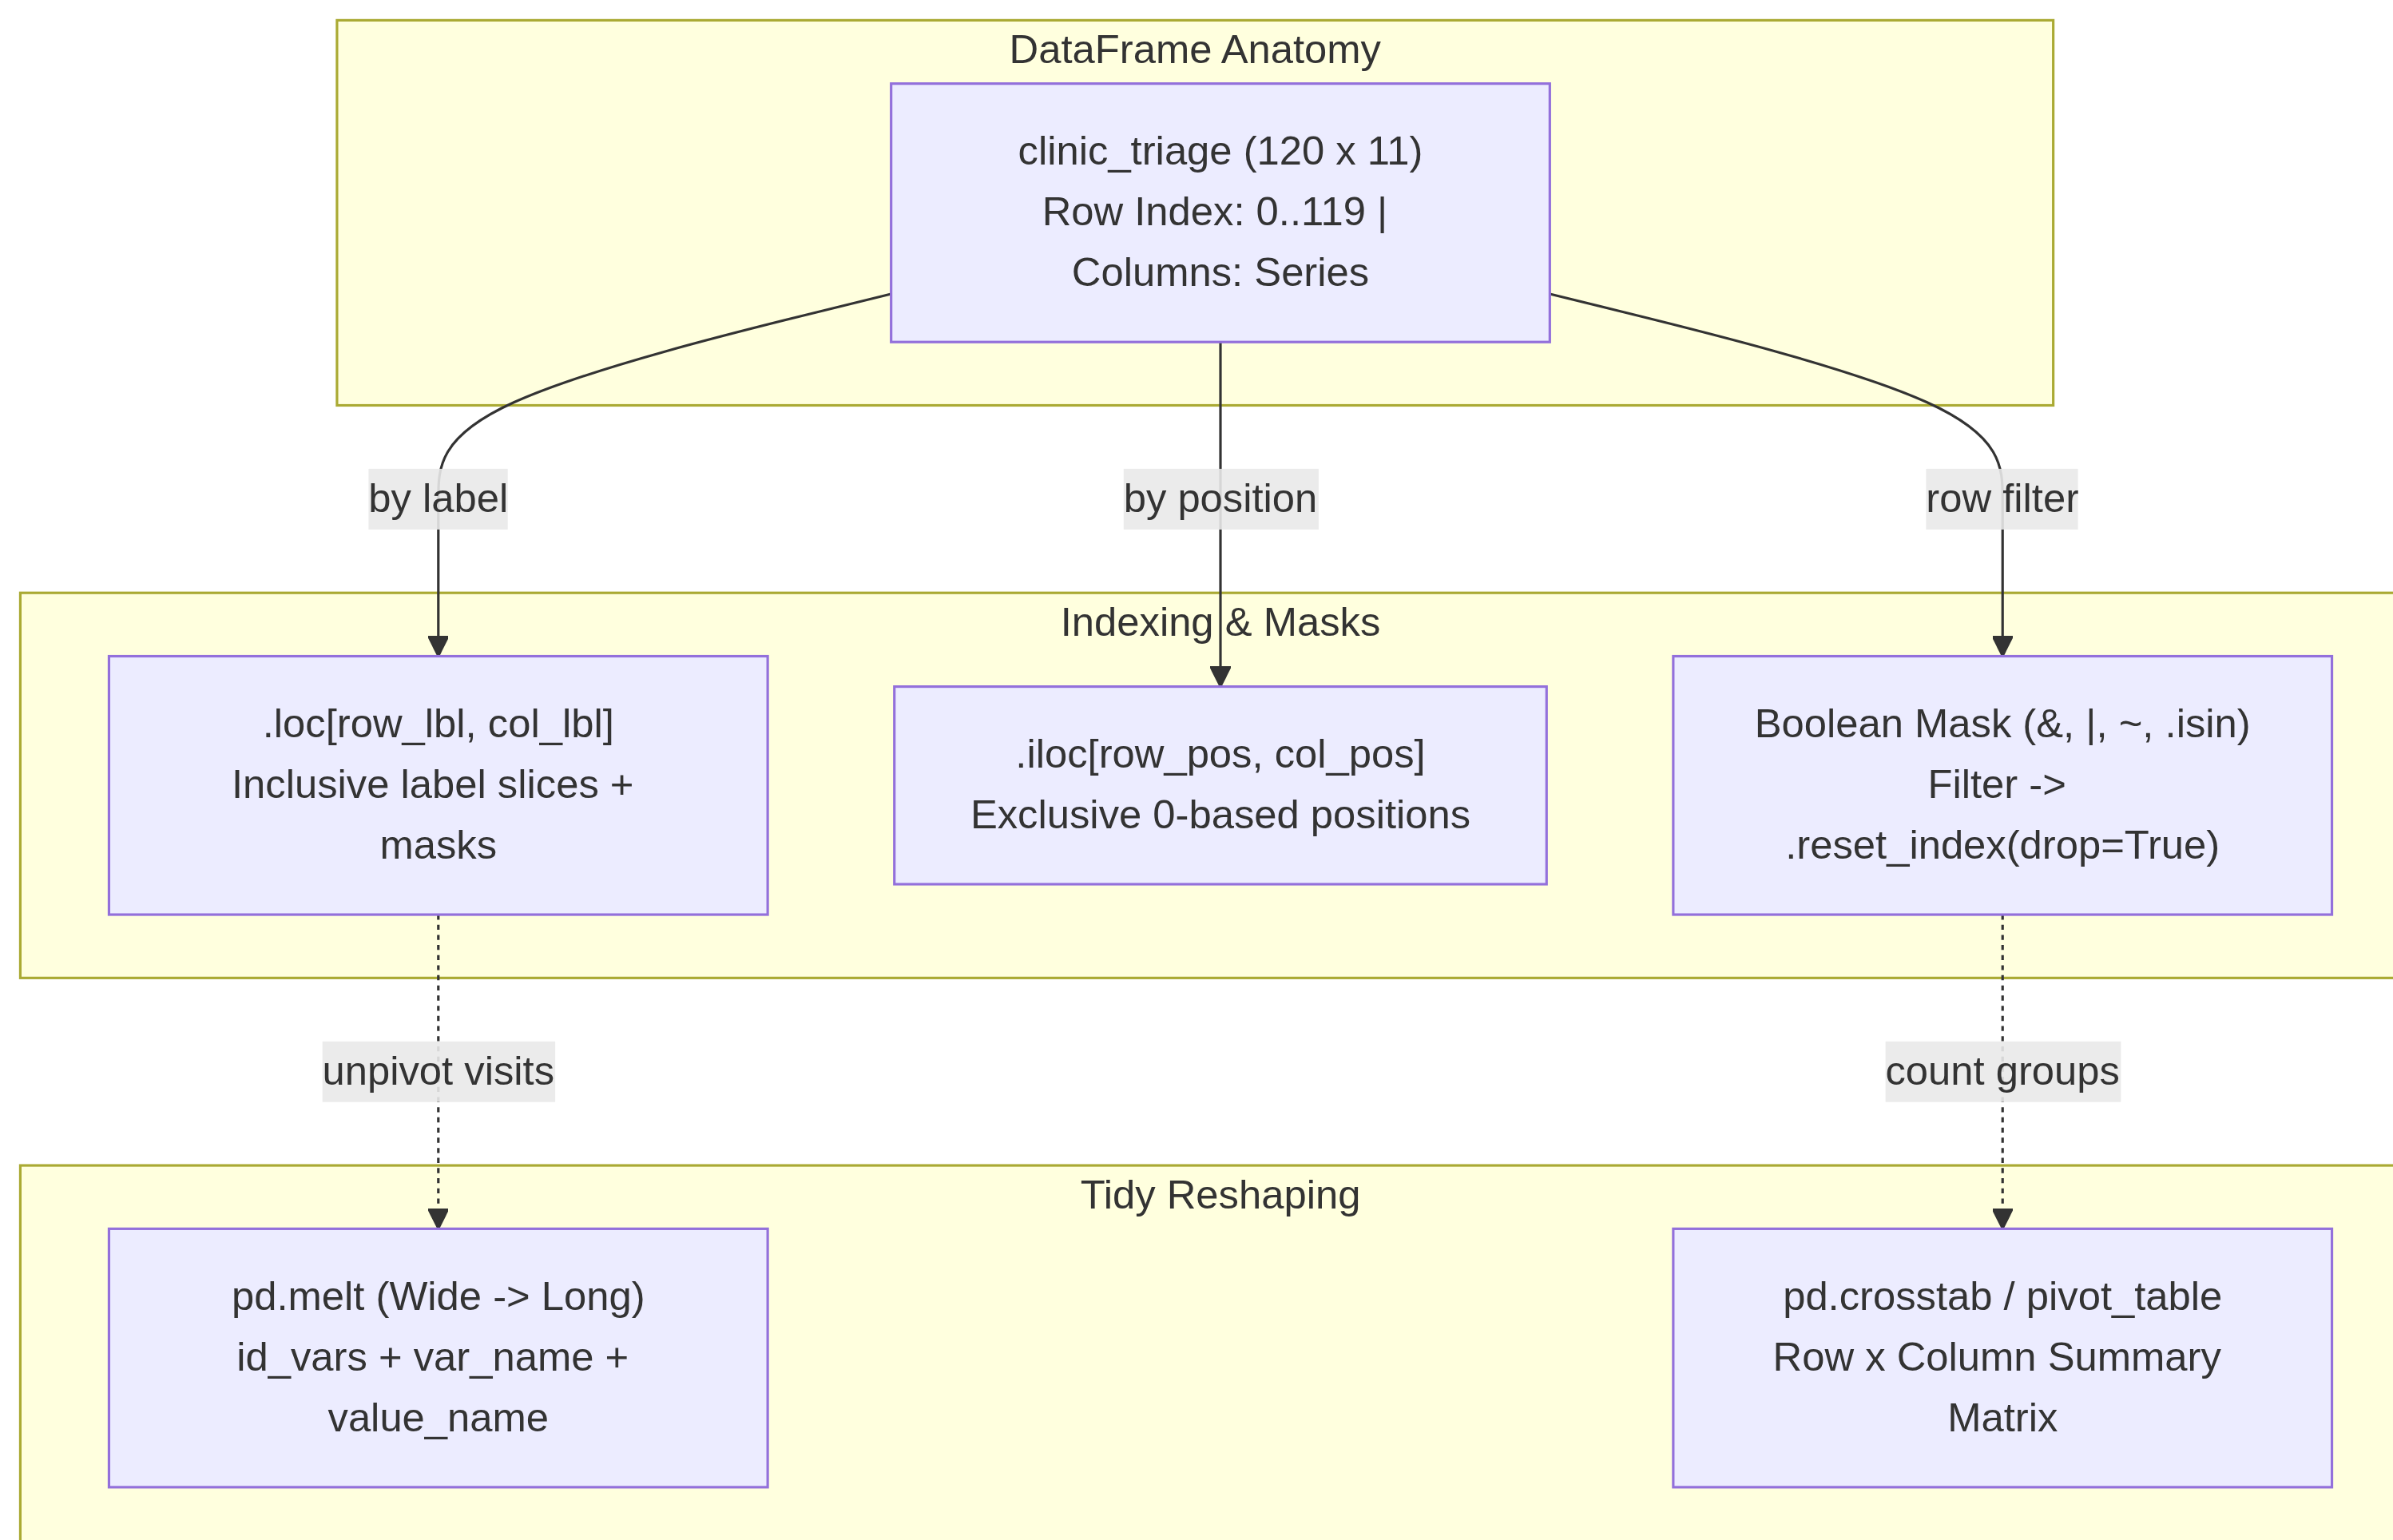 DataFrame Anatomy
clinic_triage (120 x 11)
Row Index: 0..119 |
Columns: Series
by label
by position
row filter
Indexing & Masks
.loc[row_lbl, col_lbl]
Inclusive label slices +
masks
.iloc[row_pos, col_pos]
Exclusive 0-based positions
Boolean Mask (&, |, ~, .isin)
Filter ->
.reset_index(drop=True)
unpivot visits
count groups
Tidy Reshaping
pd.melt (Wide -> Long)
id_vars + var_name +
value_name
pd.crosstab / pivot_table
Row x Column Summary
Matrix